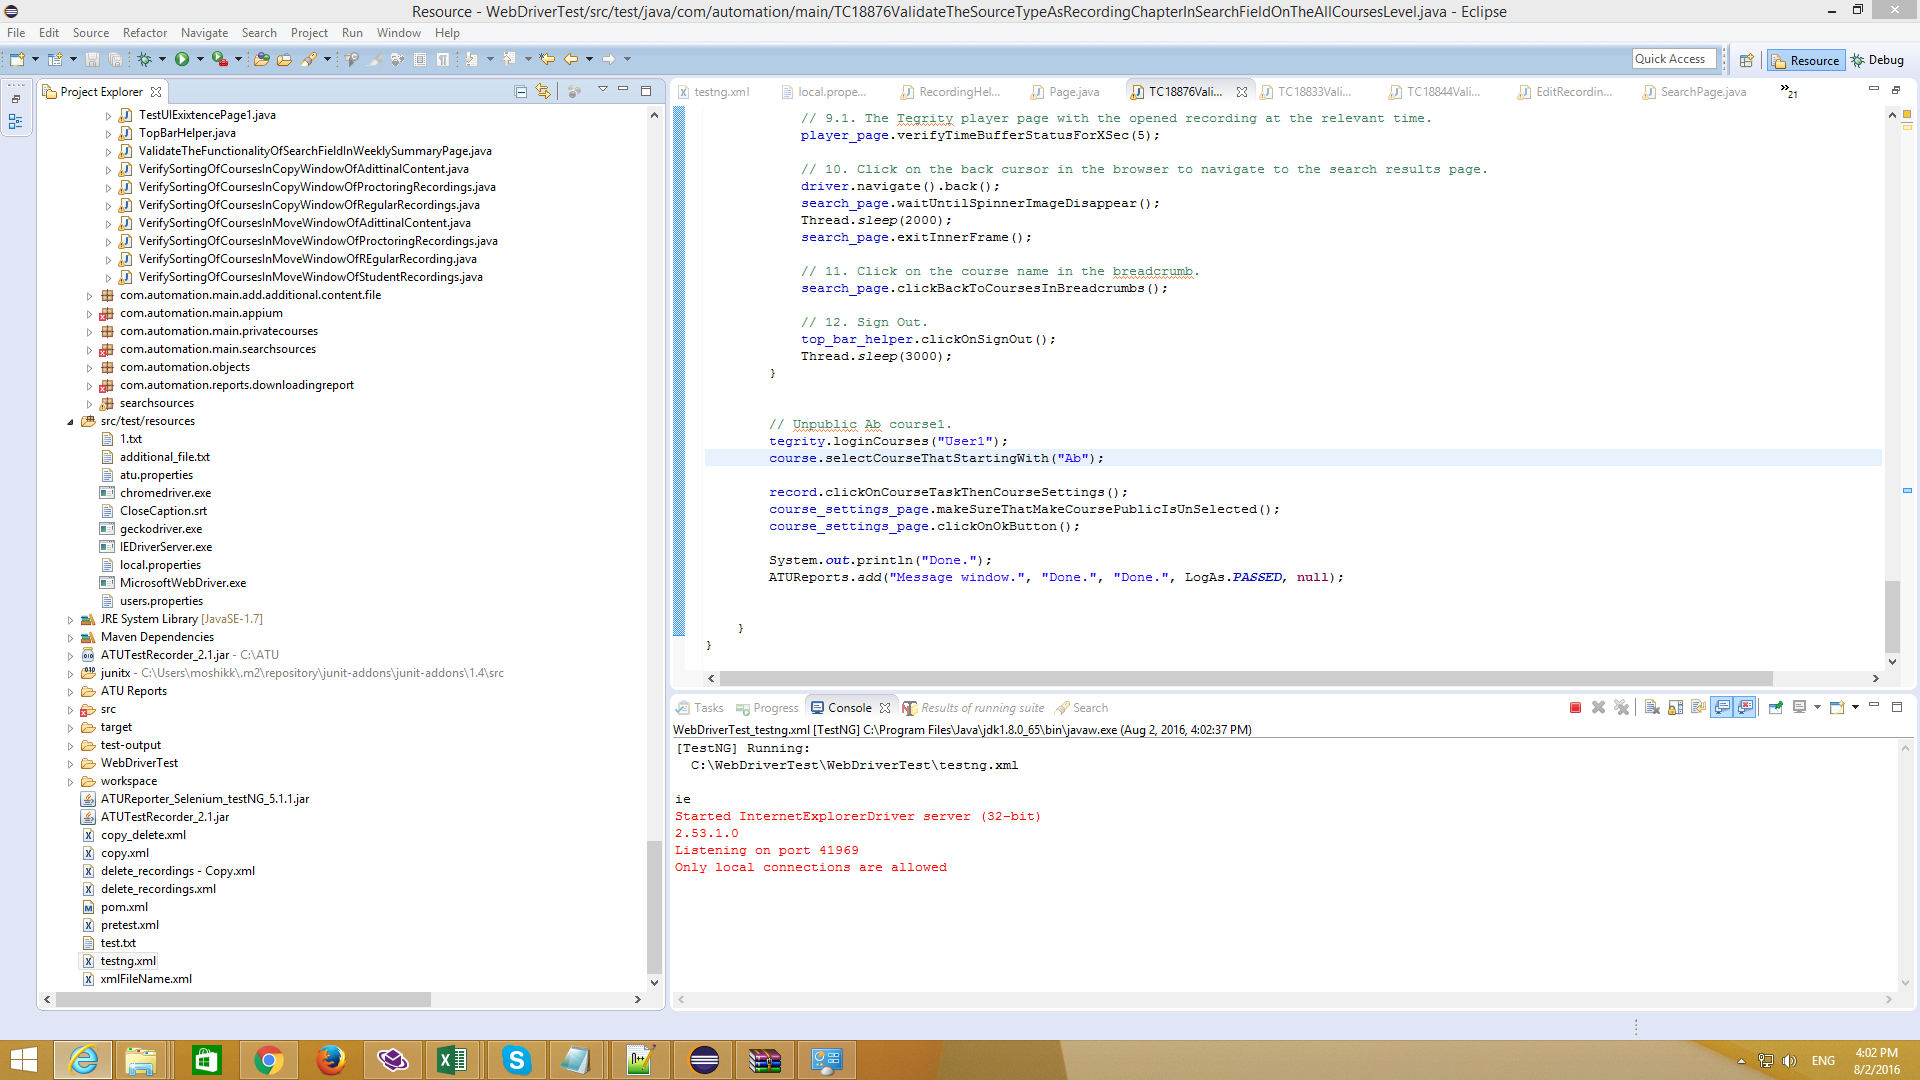 Resource - WebDriverTest/src/test/java/com/automation/main/TC18876ValidateTheSourceTypeAsRecordingChapterInSearchFieldOnTheAllCoursesLevel.java - Eclipse
File Edit Source Refactor Navigate Search Project Run Window Help
Quick Access
Resource
Debug
Project Explorer
TestUIExixtencePage1.java
TopBarHelper.java
ValidateTheFunctionalityOfSearchFieldInWeeklySummaryPage.java
VerifySortingOfCoursesInCopyWindowOfAdittinalContent.java
VerifySortingOfCoursesInCopyWindowOfProctoringRecordings.java
VerifySortingOfCoursesInCopyWindowOfRegularRecordings.java
VerifySortingOfCoursesInMoveWindowOfAdittinalContent.java
VerifySortingOfCoursesInMoveWindowOfProctoringRecordings.java
VerifySortingOfCoursesInMoveWindowOfREgularRecording.java
VerifySortingOfCoursesInMoveWindowOfStudentRecordings.java
com.automation.main.add.additional.content.file
com.automation.main.appium
com.automation.main.privatecourses
com.automation.main.searchsources
com.automation.objects
com.automation.reports.downloadingreport
searchsources
src/test/resources
1.txt
additional_file.txt
atu.properties
chromedriver.exe
CloseCaption.srt
geckodriver.exe
IEDriverServer.exe
local.properties
MicrosoftWebDriver.exe
users.properties
JRE System Library [JavaSE-1.7]
Maven Dependencies
ATUTestRecorder_2.1.jar - C:\ATU
junitx - C:\Users\moshikk\.m2\repository\junit-addons\junit-addons\1.4\src
ATU Reports
src
target
test-output
WebDriverTest
workspace
ATUReporter_Selenium_testNG_5.1.1.jar
ATUTestRecorder_2.1.jar
copy_delete.xml
copy.xml
delete_recordings - Copy.xml
delete_recordings.xml
pom.xml
pretest.xml
test.txt
testng.xml
xmlFileName.xml
testng.xml
local.prope...
RecordingHel...
Page.java
TC18876Vali...
TC18833Vali...
TC18844Vali...
EditRecordin...
SearchPage.java
21
// 9.1. The Tegrity player page with the opened recording at the relevant time.
player_page.verifyTimeBufferStatusForXSec(5);
// 10. Click on the back cursor in the browser to navigate to the search results page.
driver.navigate().back();
search_page.waitUntilSpinnerImageDisappear();
Thread.sleep(2000);
search_page.exitInnerFrame();
// 11. Click on the course name in the breadcrumb.
search_page.clickBackToCoursesInBreadcrumbs();
// 12. Sign Out.
top_bar_helper.clickOnSignOut();
Thread.sleep(3000);
}
// Unpublic Ab course1.
tegrity.loginCourses("User1");
course.selectCourseThatStartingWith("Ab");
record.clickOnCourseTaskThenCourseSettings();
course_settings_page.makeSureThatMakeCoursePublicIsUnSelected();
course_settings_page.clickOnOkButton();
System.out.println("Done.");
ATUReports.add("Message window.", "Done.", "Done.", LogAs.PASSED, null);
}
}
Tasks
Progress
Console
Results of running suite
Search
WebDriverTest_testng.xml [TestNG] C:\Program Files\Java\jdk1.8.0_65\bin\javaw.exe (Aug 2, 2016, 4:02:37 PM)
[TestNG] Running:
C:\WebDriverTest\WebDriverTest\testng.xml
ie
Started InternetExplorerDriver server (32-bit)
2.53.1.0
Listening on port 41969
Only local connections are allowed
ENG
4:02 PM
8/2/2016